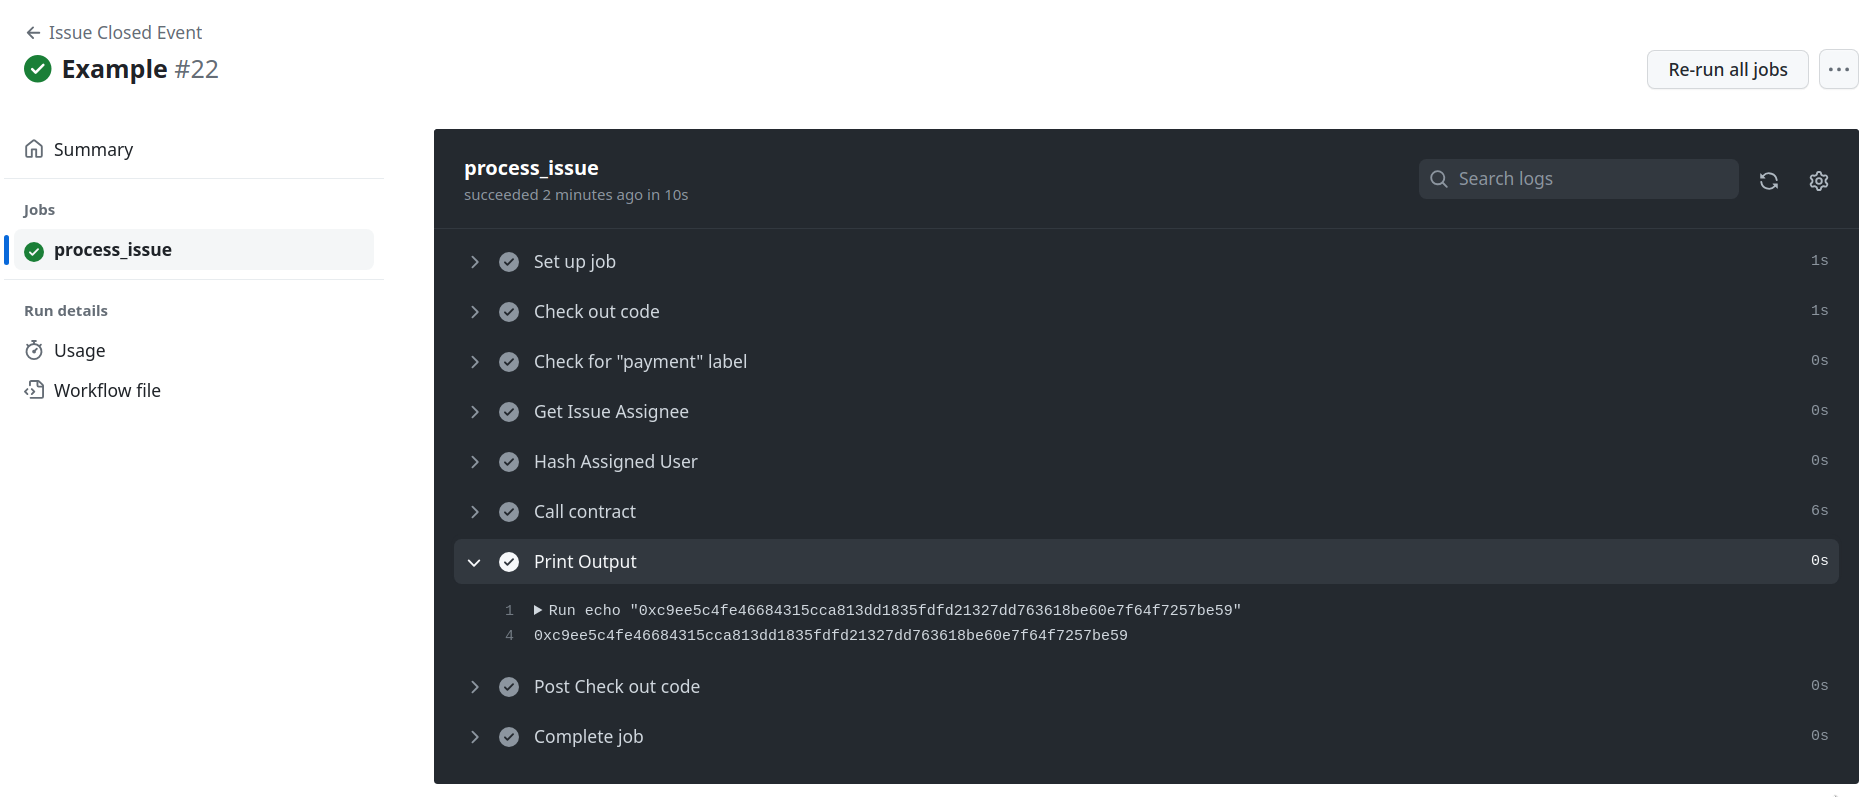 Issue Closed Event
Example #22
Re-run all jobs
Summary
Jobs
process_issue
Run details
Usage
Workflow file
process_issue
succeeded 2 minutes ago in 10s
Search logs
Set up job 1s
Check out code 1s
Check for "payment" label 0s
Get Issue Assignee 0s
Hash Assigned User 0s
Call contract 6s
Print Output 0s
1 Run echo "0xc9ee5c4fe46684315cca813dd1835fdfd21327dd763618be60e7f64f7257be59"
4 0xc9ee5c4fe46684315cca813dd1835fdfd21327dd763618be60e7f64f7257be59
Post Check out code 0s
Complete job 0s